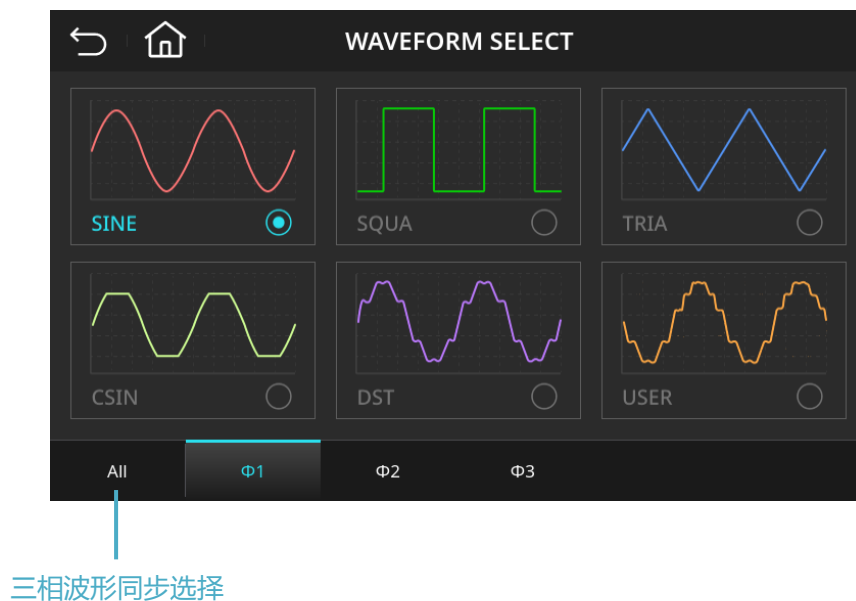 WAVEFORM SELECT
SINE
SQUA
TRIA
CSIN
DST
USER
All
Φ1
Φ2
Φ3
三相波形同步选择